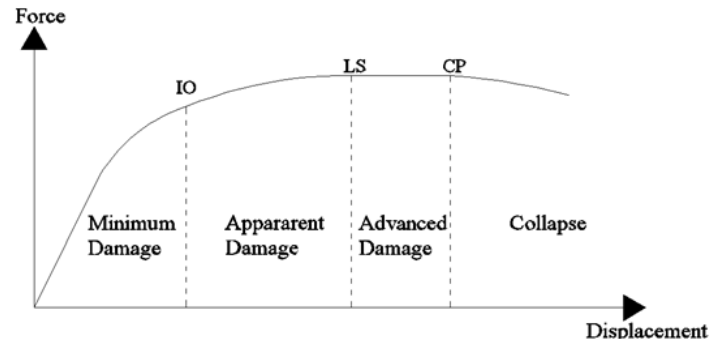 Force
IO
LS
CP
Minimum
Damage
Appararent
Damage
Advanced
Damage
Collapse
Displacement